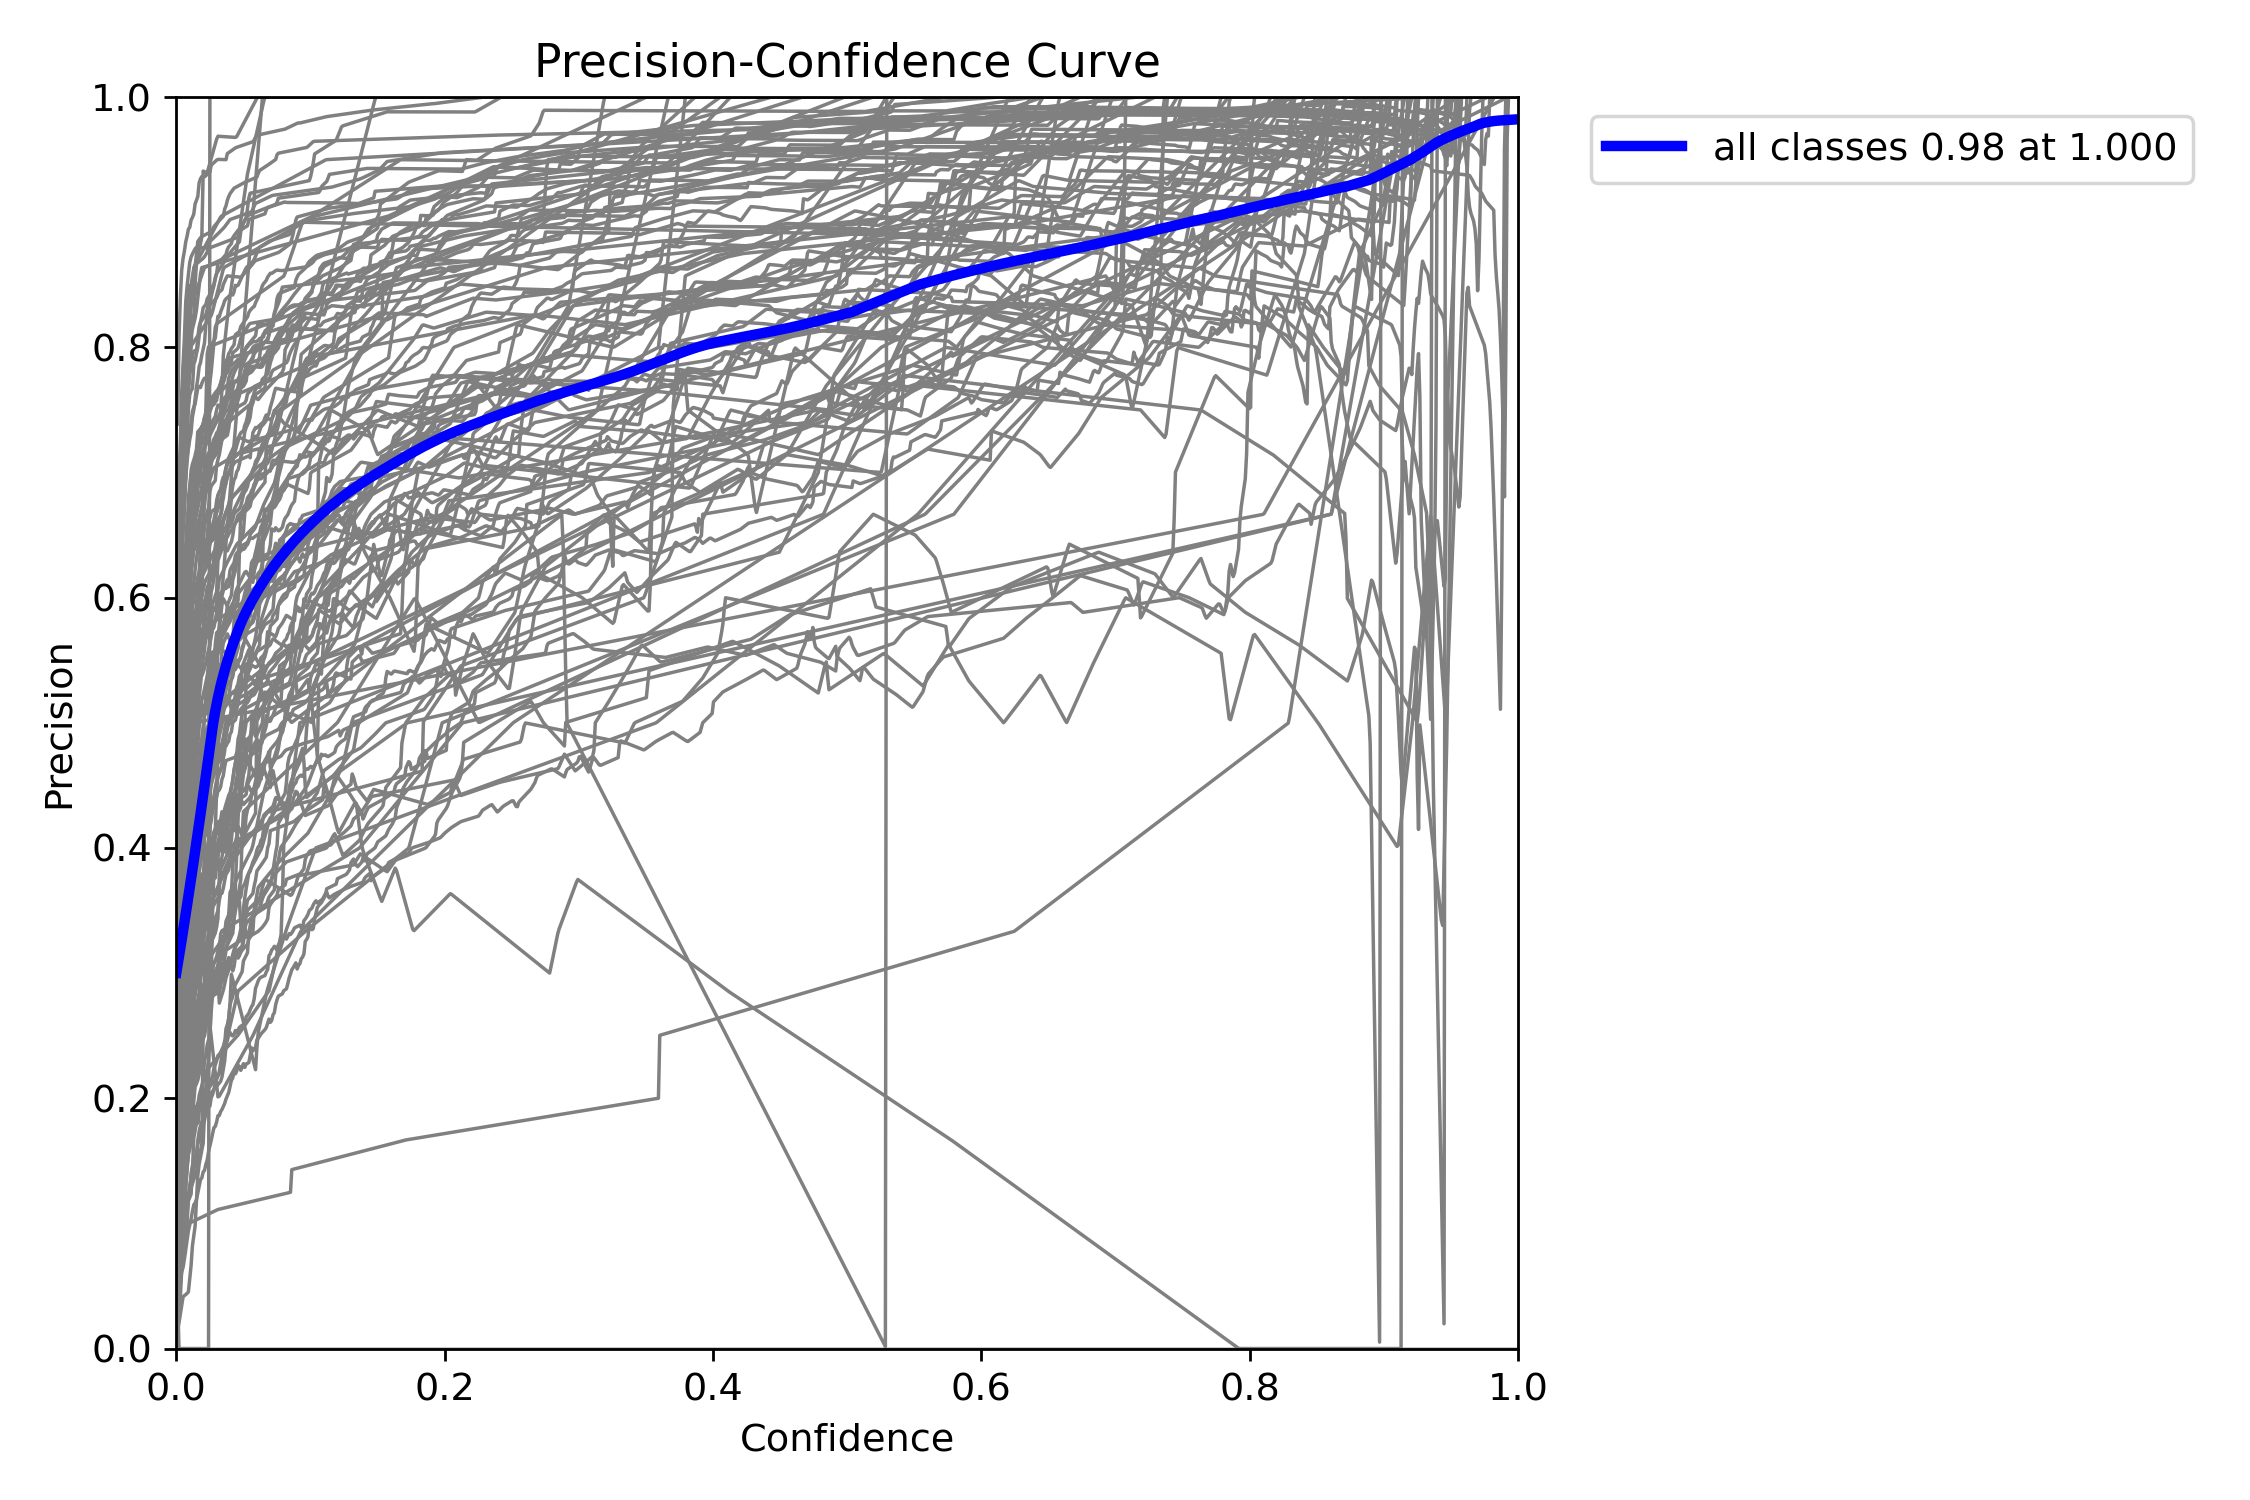 Precision-Confidence Curve
1.0
0.8
0.6
0.4
0.2
0.0
Precision
0.0 0.2 0.4 0.6 0.8 1.0
Confidence
all classes 0.98 at 1.000